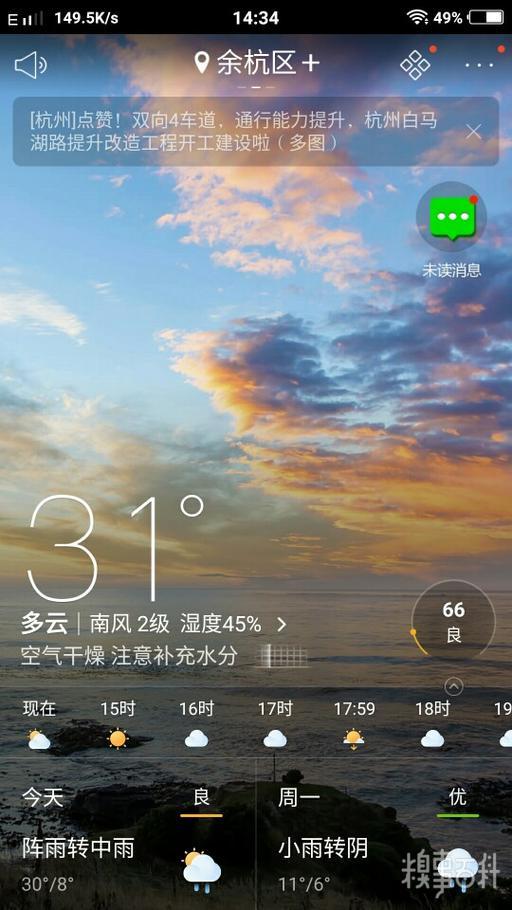 E 149.5K/s 14:34 49%
余杭区+
[杭州]点赞！双向4车道，通行能力提升，杭州白马
湖路提升改造工程开工建设啦（多图）
未读消息
31°
多云 南风 2级 湿度45%
66
良
空气干燥 注意补充水分
现在 15时 16时 17时 17:59 18时 19
今天 良 周一 优
阵雨转中雨 小雨转阴
30°/8° 11°/6°
糗事百科